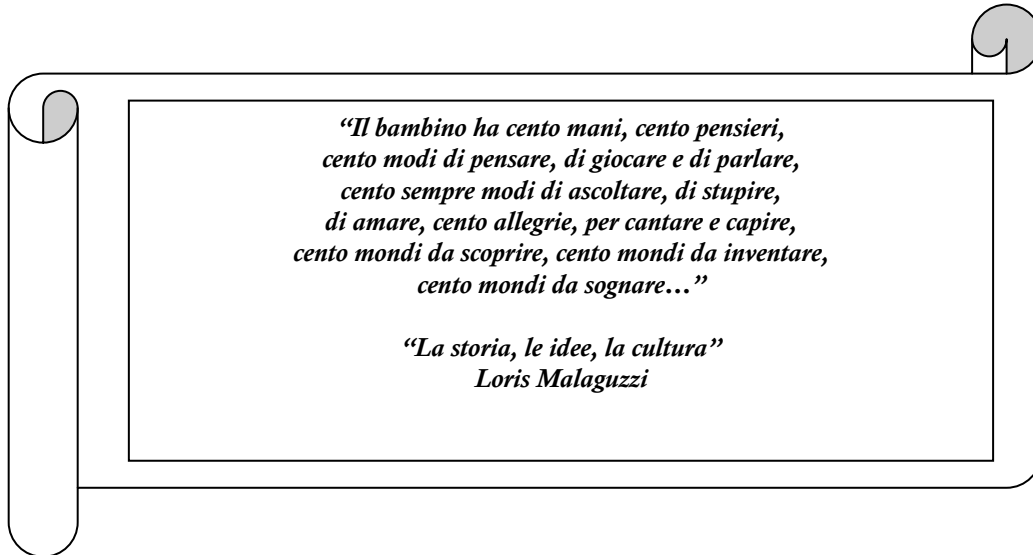 “Il bambino ha cento mani, cento pensieri,
cento modi di pensare, di giocare e di parlare,
cento sempre modi di ascoltare, di stupire,
di amare, cento allegrie, per cantare e capire,
cento mondi da scoprire, cento mondi da inventare,
cento mondi da sognare…”
“La storia, le idee, la cultura”
Loris Malaguzzi